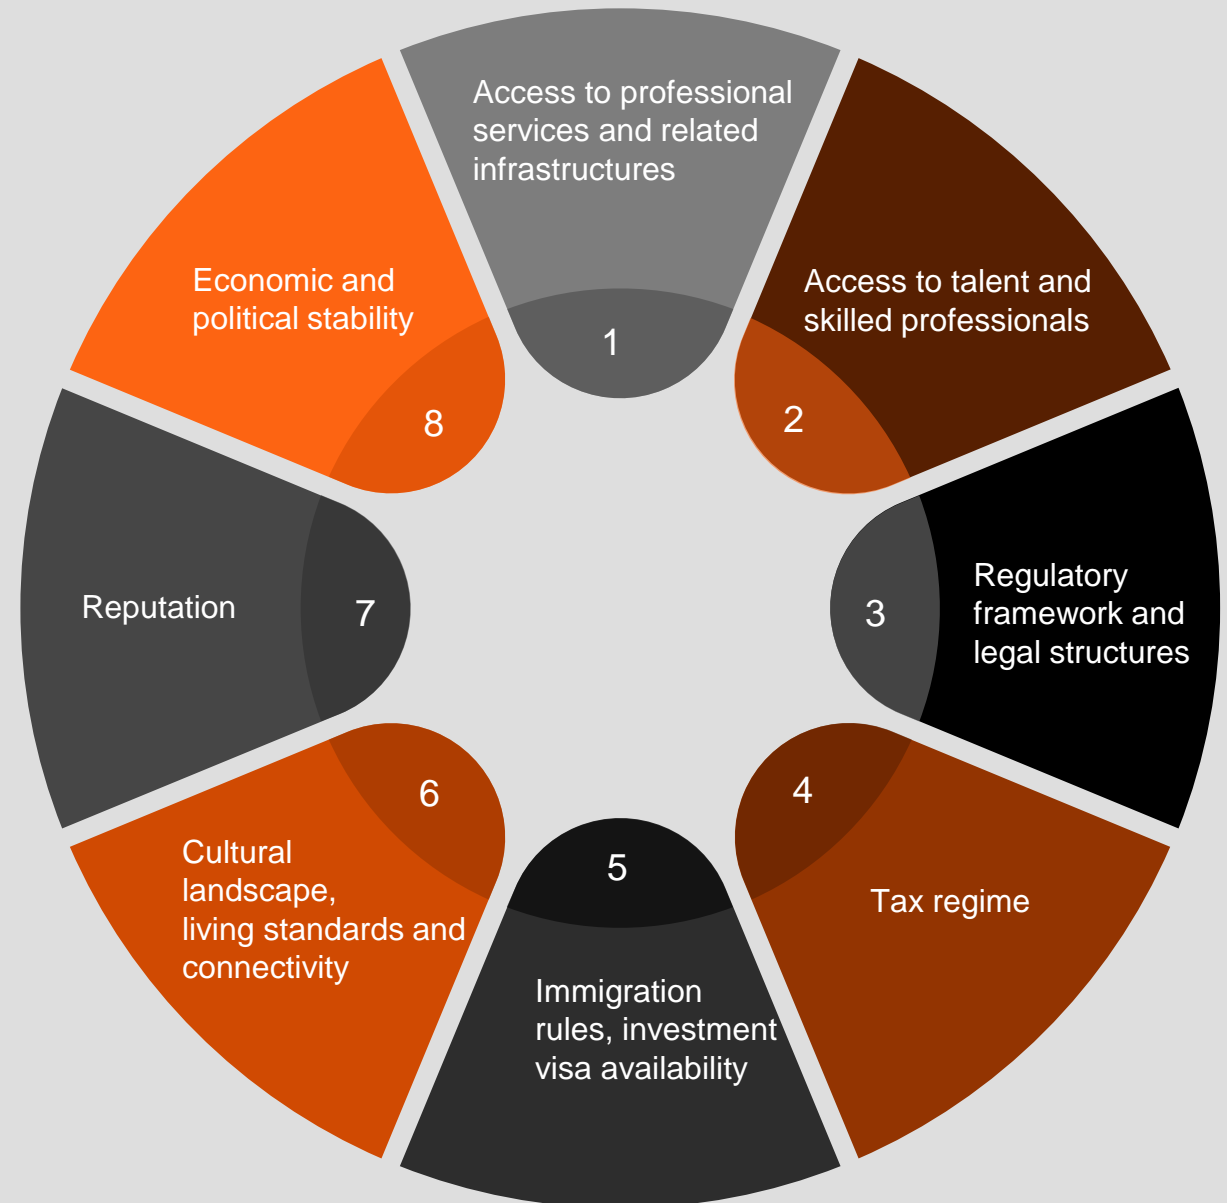 Access to professional
services and related
infrastructures
1
Access to talent and
skilled professionals
2
Regulatory
framework and
legal structures
3
Tax regime
4
Immigration
rules, investment
visa availability
5
Cultural
landscape,
living standards and
connectivity
6
Reputation
7
Economic and
political stability
8